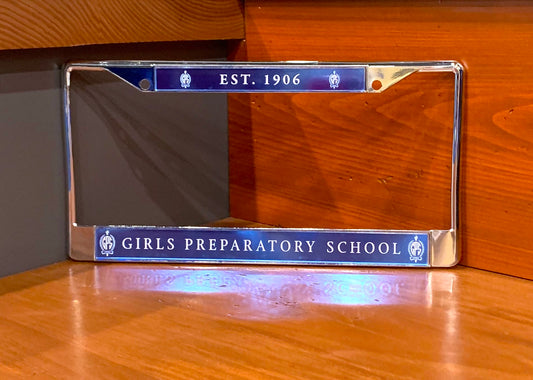 EST. 1906
GIRLS PREPARATORY SCHOOL